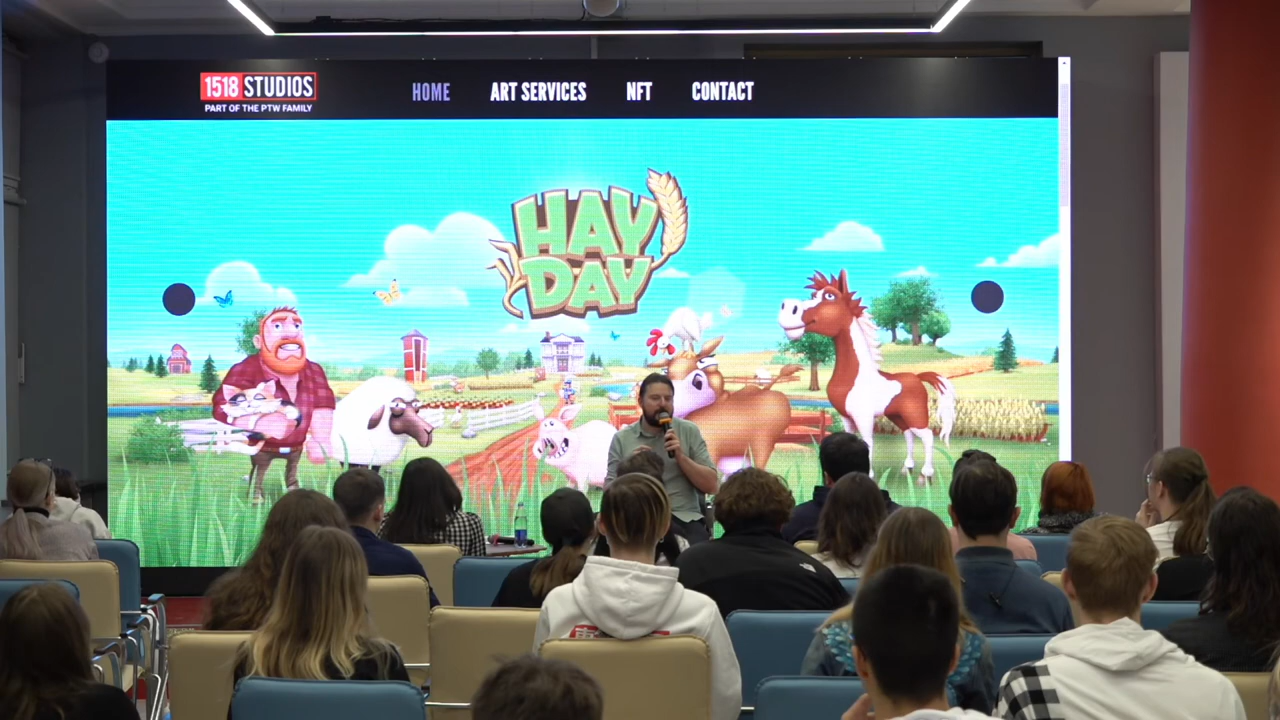 1518 STUDIOS
PART OF THE PTW FAMILY
HOME ART SERVICES NFT CONTACT
HAY
DAY